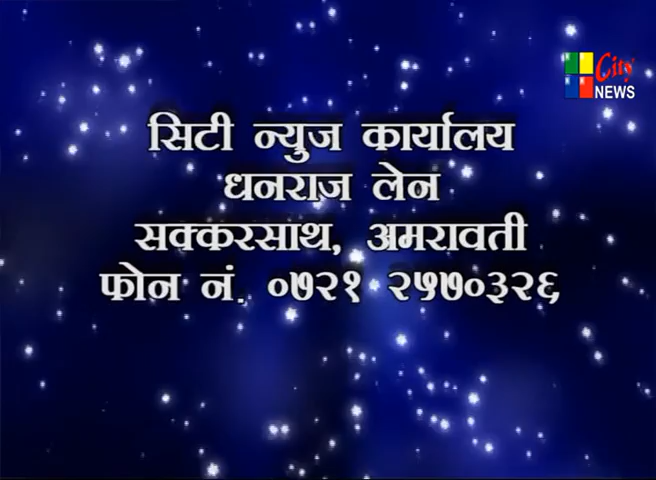 City
NEWS
सिटी न्युज कार्यालय
धनराज लेन
सक्करसाथ, अमरावती
फोन नं. ०७२१ २५७०३२६